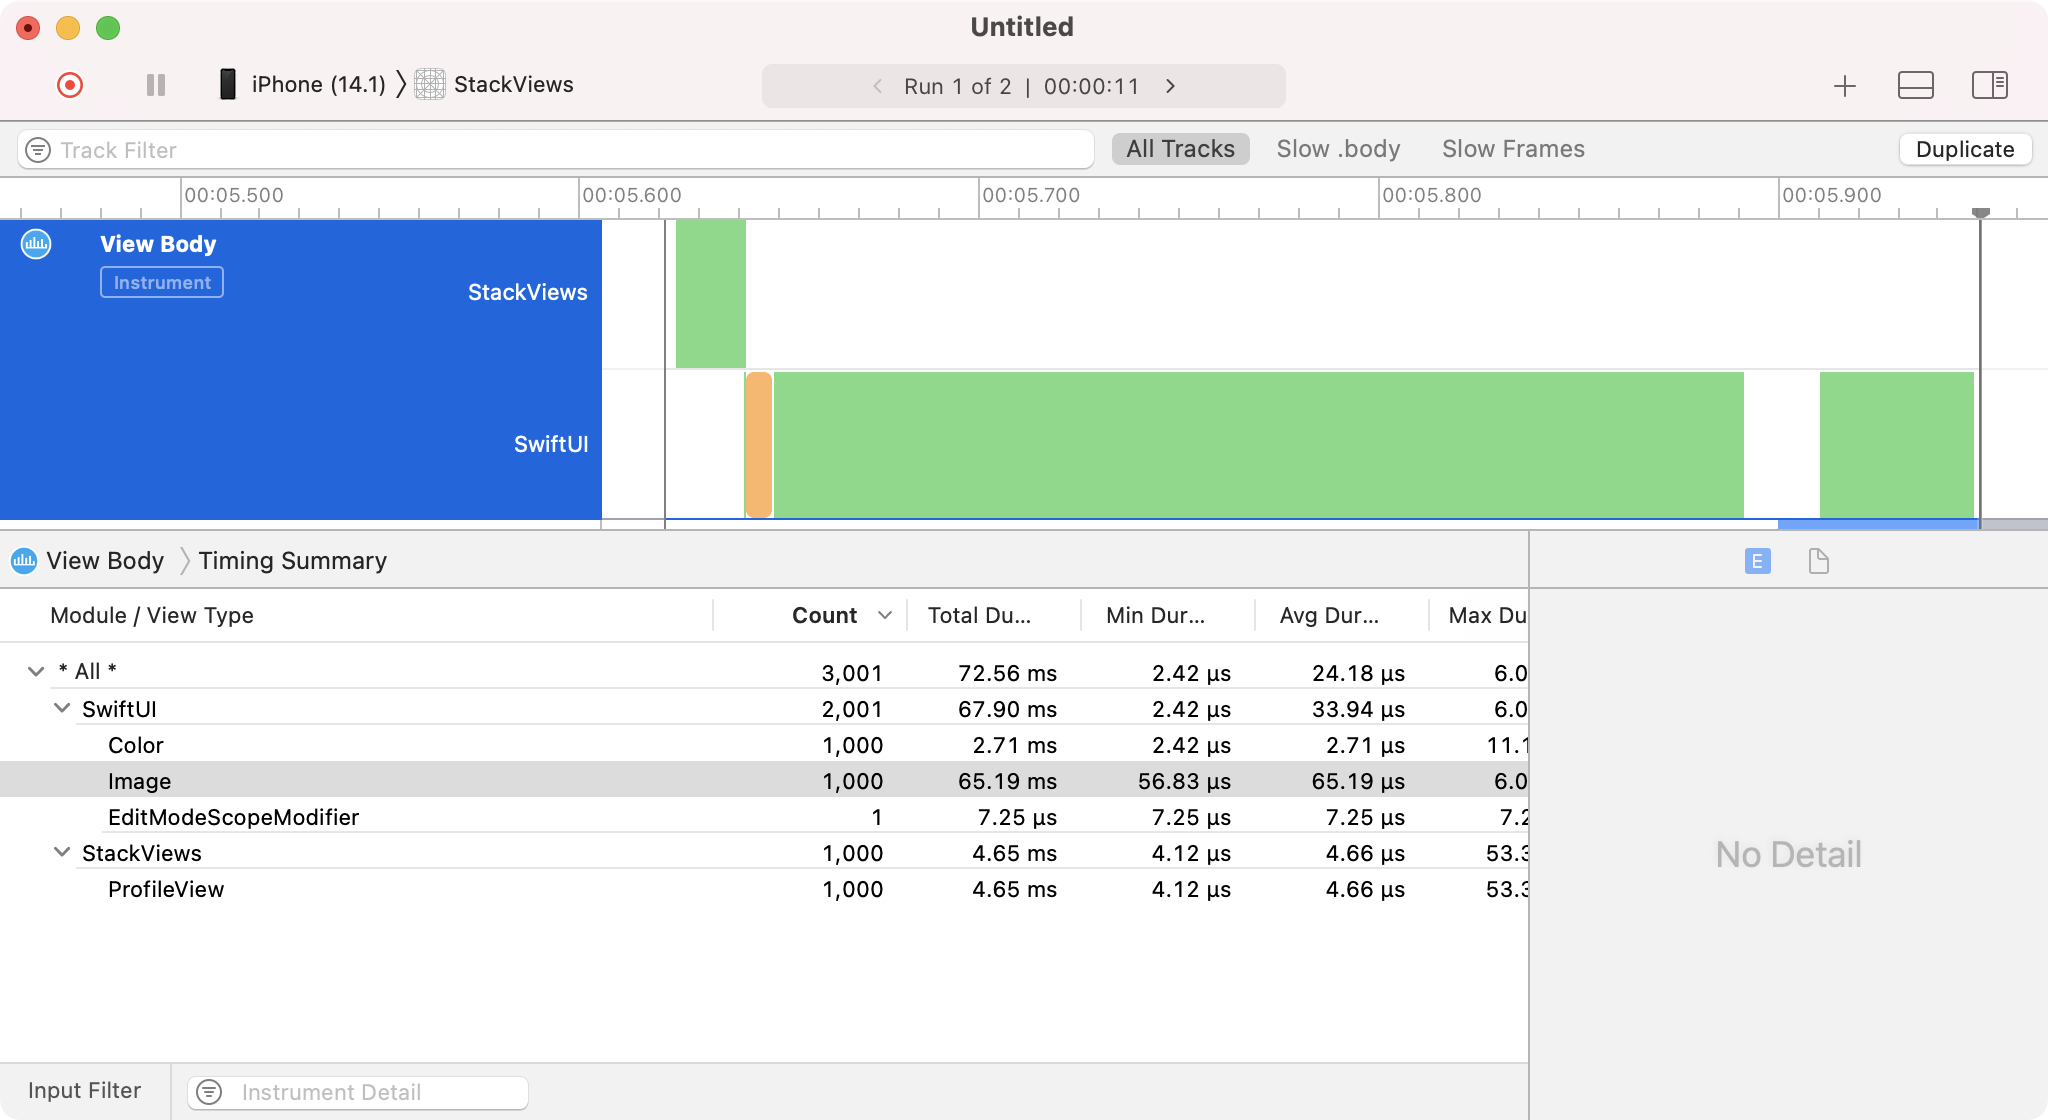 Untitled
iPhone (14.1) StackViews Run 1 of 2 | 00:00:11
Track Filter All Tracks Slow .body Slow Frames Duplicate
00:05.500 00:05.600 00:05.700 00:05.800 00:05.900
View Body
Instrument
StackViews
SwiftUI
View Body Timing Summary E
Module / View Type Count Total Du... Min Dur... Avg Dur... Max Du
* All * 3,001 72.56 ms 2.42 µs 24.18 µs 6.0
SwiftUI 2,001 67.90 ms 2.42 µs 33.94 µs 6.0
Color 1,000 2.71 ms 2.42 µs 2.71 µs 11.1
Image 1,000 65.19 ms 56.83 µs 65.19 µs 6.0
EditModeScopeModifier 1 7.25 µs 7.25 µs 7.25 µs 7.2
StackViews 1,000 4.65 ms 4.12 µs 4.66 µs 53.3
ProfileView 1,000 4.65 ms 4.12 µs 4.66 µs 53.3
No Detail
Input Filter Instrument Detail